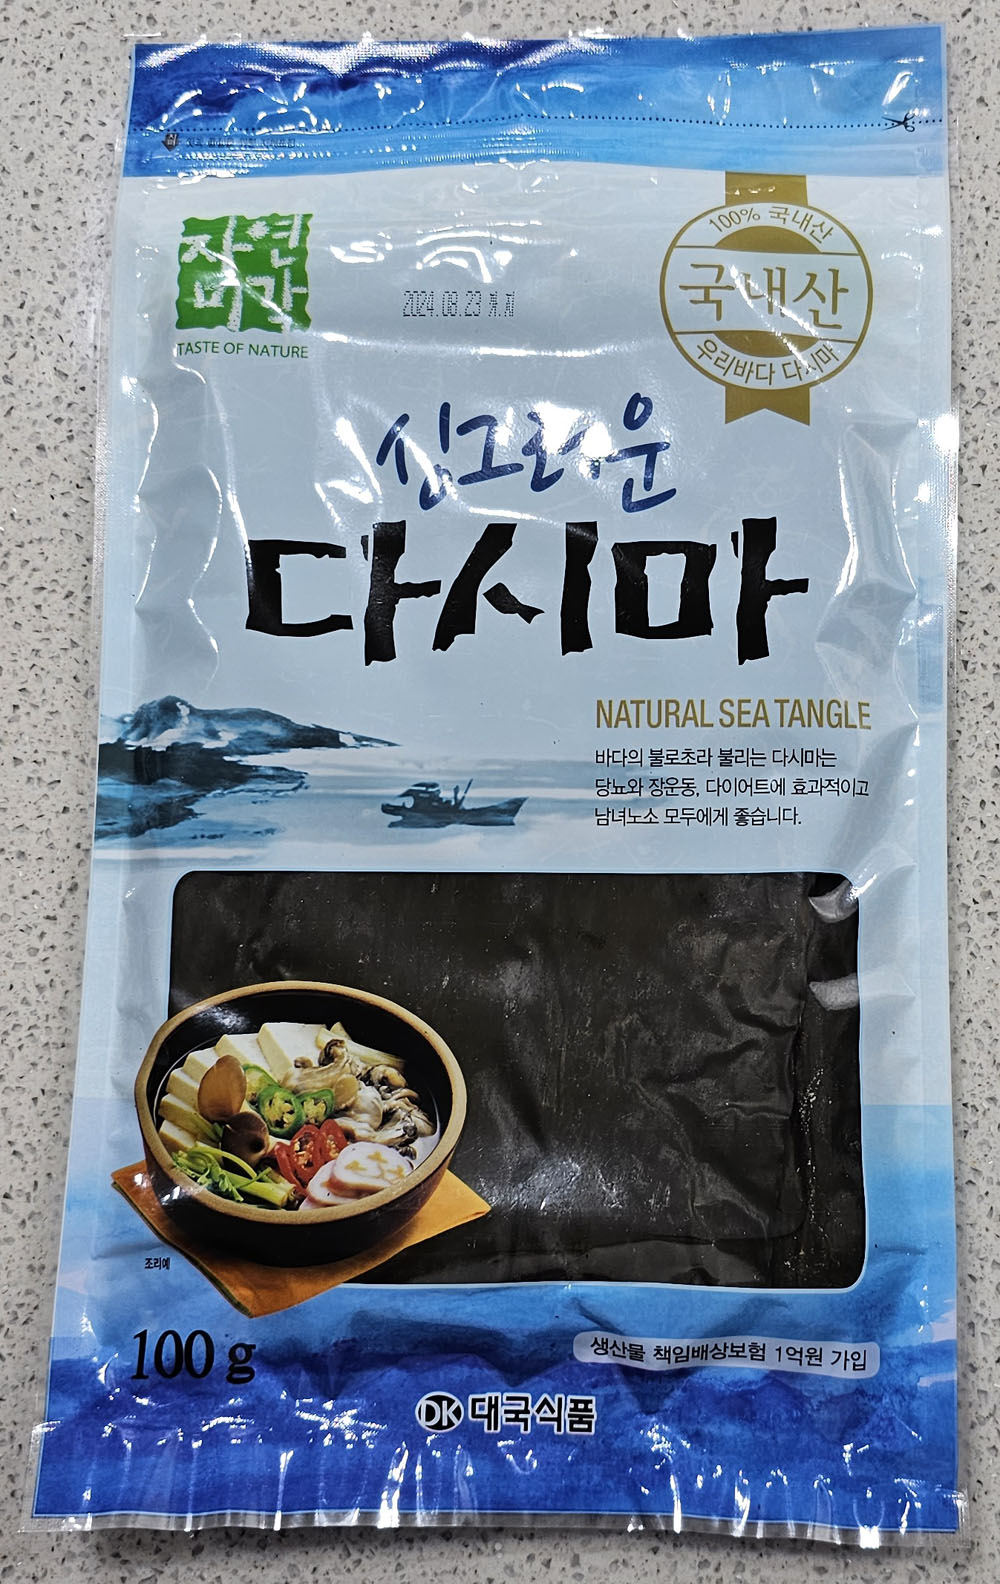 자연
미각
TASTE OF NATURE
2024.08.23 까지
100% 국내산
국내산
우리바다 다시마
싱그러운
다시마
NATURAL SEA TANGLE
바다의 불로초라 불리는 다시마는
당뇨와 장운동, 다이어트에 효과적이고
남녀노소 모두에게 좋습니다.
조리예
100 g
생산물 책임배상보험 1억원 가입
DK 대국식품